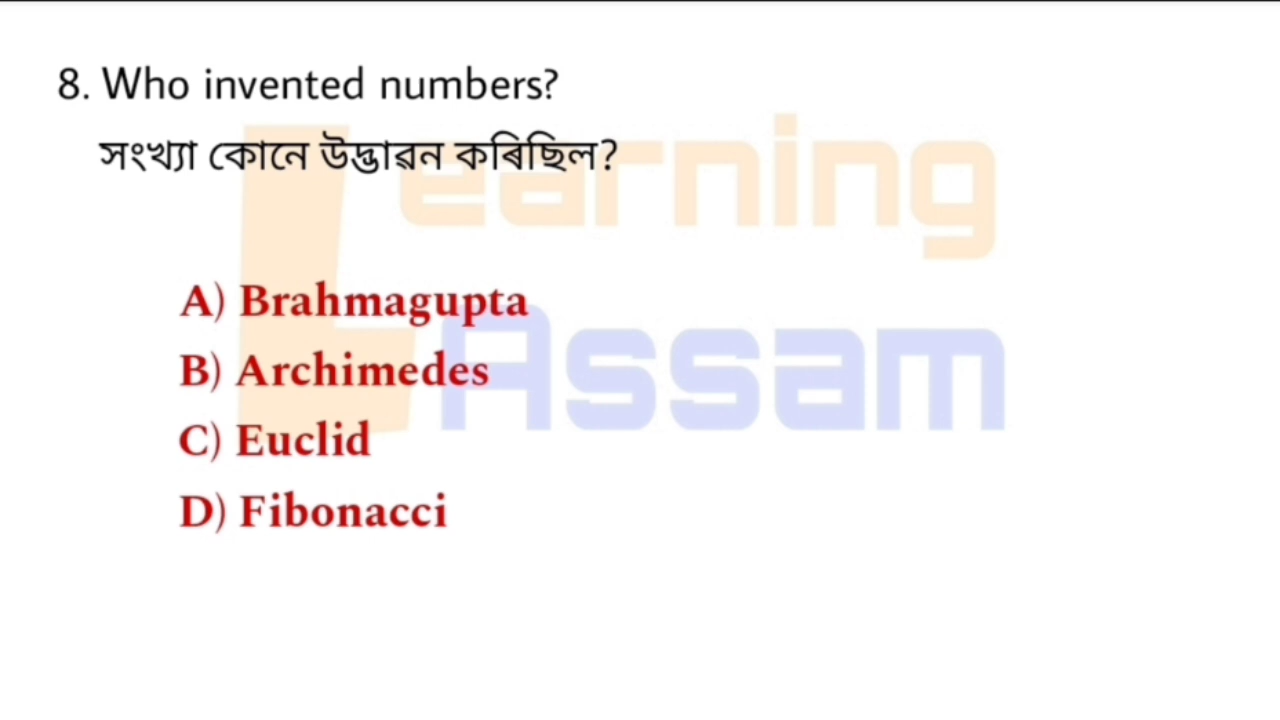 8. Who invented numbers?
সংখ্যা কোনে উদ্ভাৱন কৰিছিল?
Learning
Assam
A) Brahmagupta
B) Archimedes
C) Euclid
D) Fibonacci